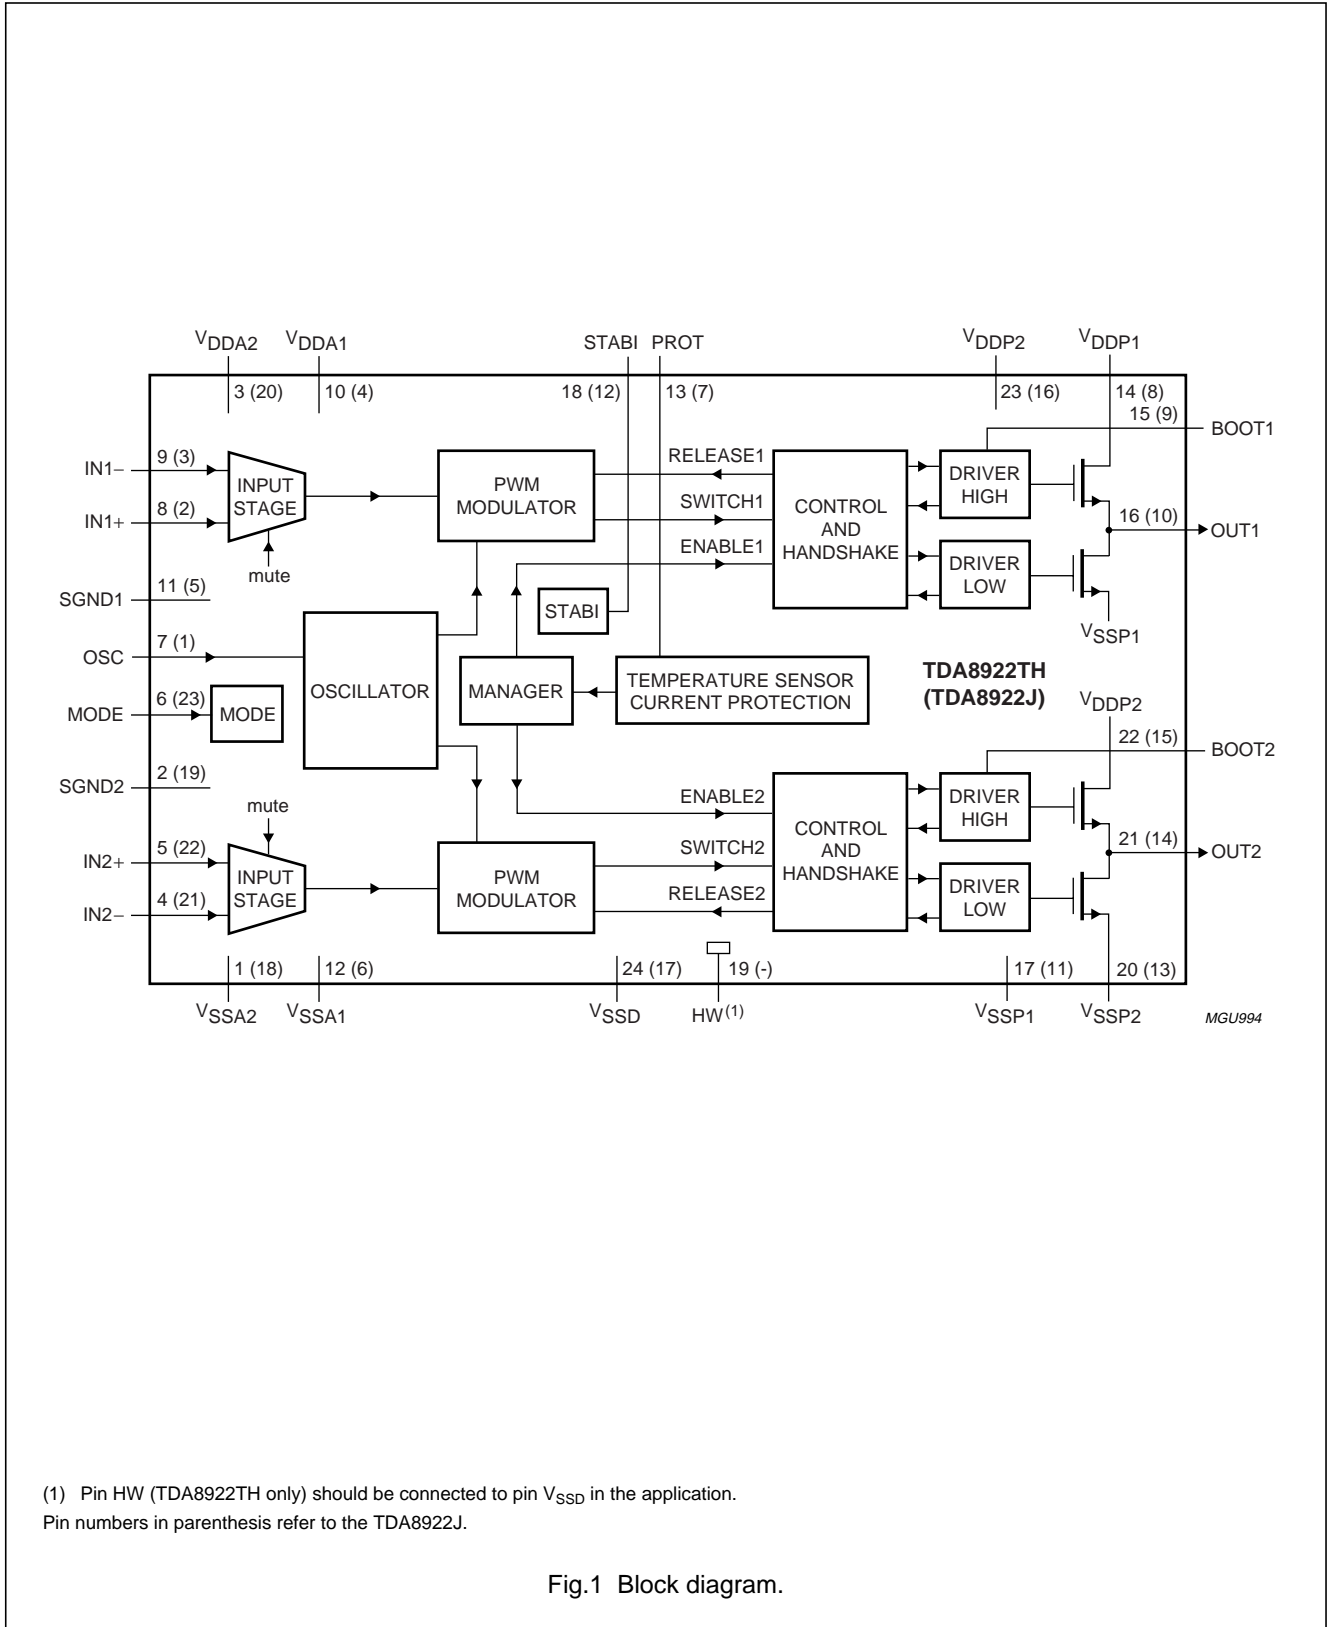 VDDA2 VDDA1 STABI PROT VDDP2 VDDP1
3 (20) 10 (4) 18 (12) 13 (7) 23 (16) 14 (8)
15 (9) BOOT1
IN1− 9 (3)
INPUT STAGE
IN1+ 8 (2)
mute
PWM MODULATOR
RELEASE1
SWITCH1
ENABLE1
CONTROL AND HANDSHAKE
DRIVER HIGH
DRIVER LOW
16 (10) OUT1
VSSP1
SGND1 11 (5)
STABI
OSC 7 (1)
OSCILLATOR
MANAGER
TEMPERATURE SENSOR
CURRENT PROTECTION
TDA8922TH
(TDA8922J)
MODE 6 (23) MODE
VDDP2
22 (15) BOOT2
SGND2 2 (19)
mute
IN2+ 5 (22)
INPUT STAGE
IN2− 4 (21)
PWM MODULATOR
ENABLE2
SWITCH2
RELEASE2
CONTROL AND HANDSHAKE
DRIVER HIGH
DRIVER LOW
21 (14) OUT2
1 (18) 12 (6) 24 (17) 19 (-) 17 (11) 20 (13)
VSSA2 VSSA1 VSSD HW(1) VSSP1 VSSP2 MGU994
(1) Pin HW (TDA8922TH only) should be connected to pin VSSD in the application.
Pin numbers in parenthesis refer to the TDA8922J.
Fig.1 Block diagram.